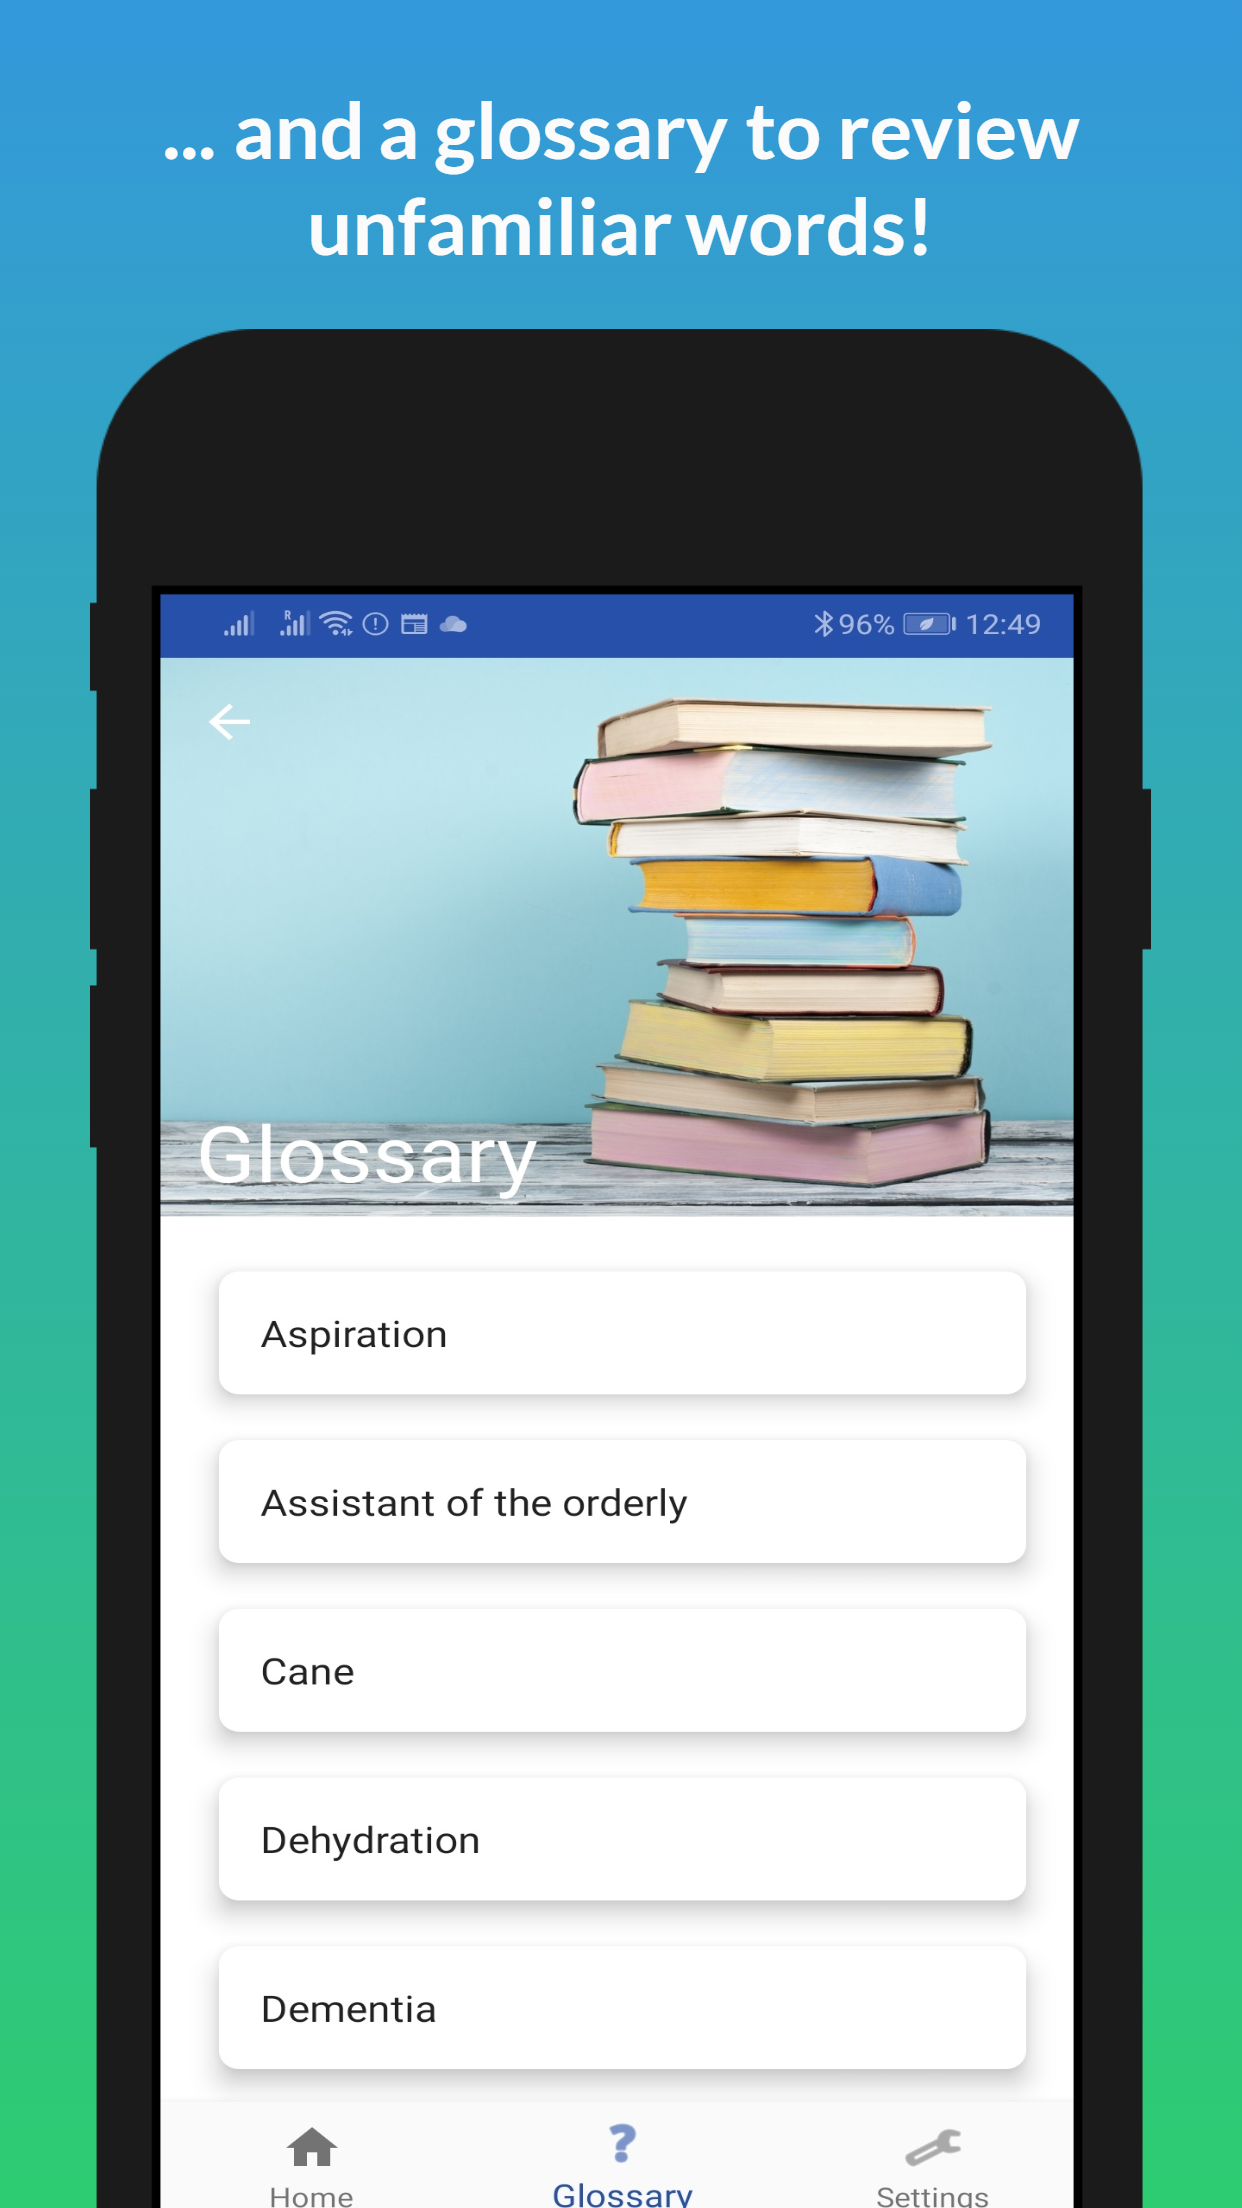 ... and a glossary to review
unfamiliar words!
R
96% 12:49
Glossary
Aspiration
Assistant of the orderly
Cane
Dehydration
Dementia
Home Glossary Settings